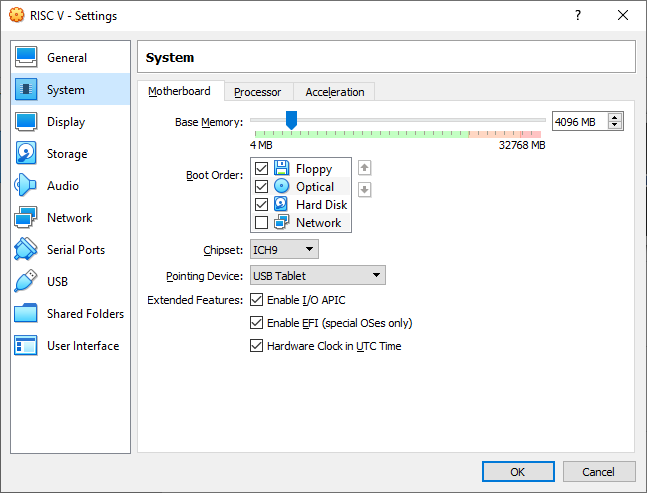 RISC V - Settings
?
General
System
Display
Storage
Audio
Network
Serial Ports
USB
Shared Folders
User Interface
System
Motherboard Processor Acceleration
Base Memory: 4096 MB
4 MB 32768 MB
Boot Order: Floppy
Optical
Hard Disk
Network
Chipset: ICH9
Pointing Device: USB Tablet
Extended Features: Enable I/O APIC
Enable EFI (special OSes only)
Hardware Clock in UTC Time
OK Cancel